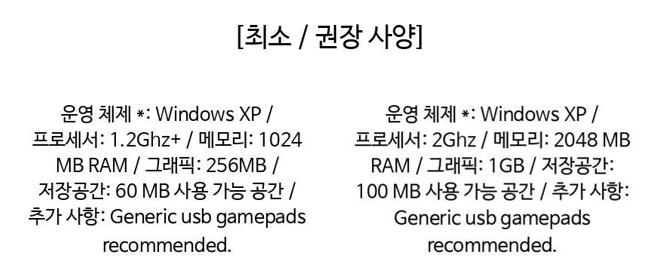 [최소 / 권장 사양]
운영 체제 *: Windows XP /
프로세서: 1.2Ghz+ / 메모리: 1024
MB RAM / 그래픽: 256MB /
저장공간: 60 MB 사용 가능 공간 /
추가 사항: Generic usb gamepads
recommended.
운영 체제 *: Windows XP /
프로세서: 2Ghz / 메모리: 2048 MB
RAM / 그래픽: 1GB / 저장공간:
100 MB 사용 가능 공간 / 추가 사항:
Generic usb gamepads
recommended.